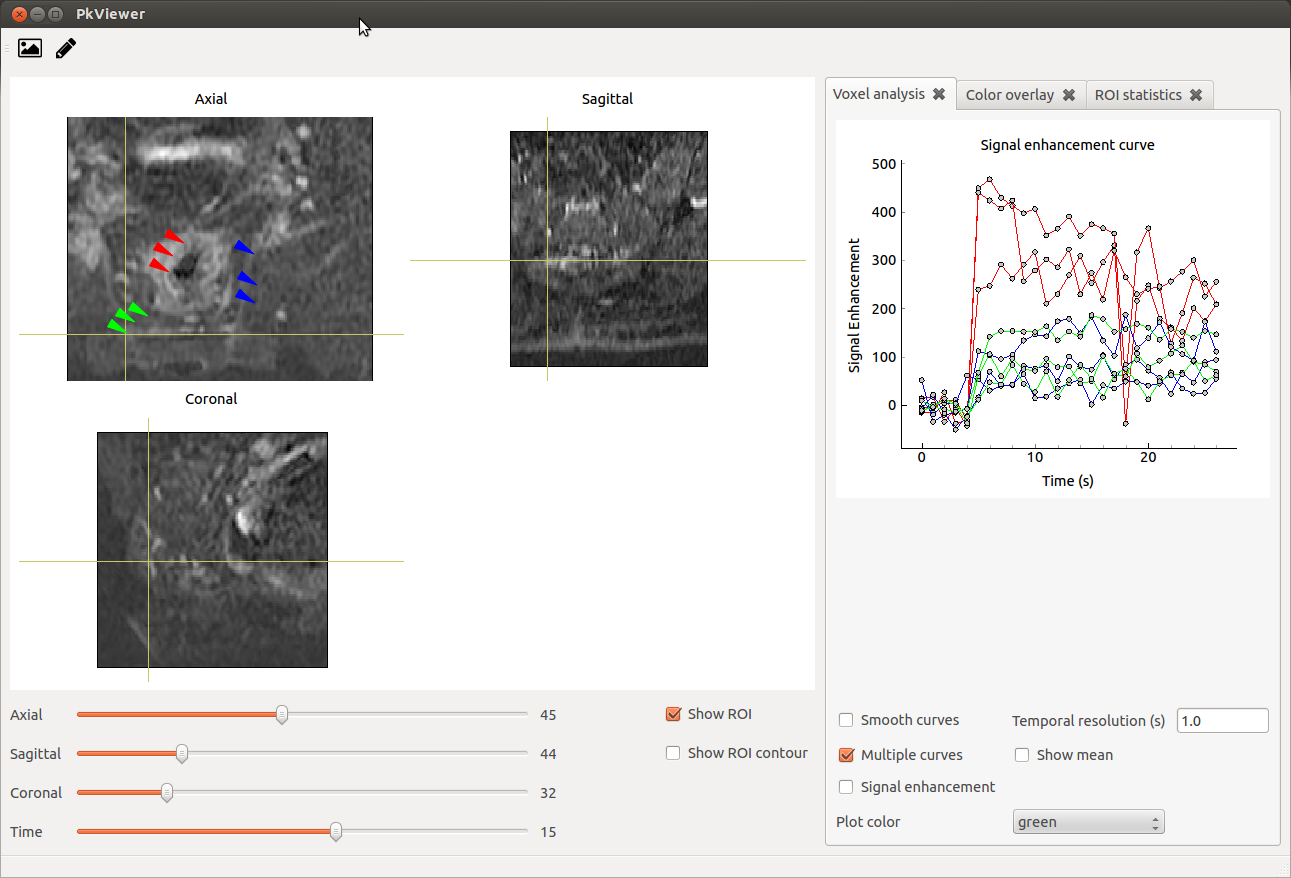 PkViewer
Axial
Sagittal
Coronal
Axial 45
Sagittal 44
Coronal 32
Time 15
Show ROI
Show ROI contour
Voxel analysis
Color overlay
ROI statistics
Signal enhancement curve
Signal Enhancement
500
400
300
200
100
0
0 10 20
Time (s)
Smooth curves
Temporal resolution (s) 1.0
Multiple curves
Show mean
Signal enhancement
Plot color green